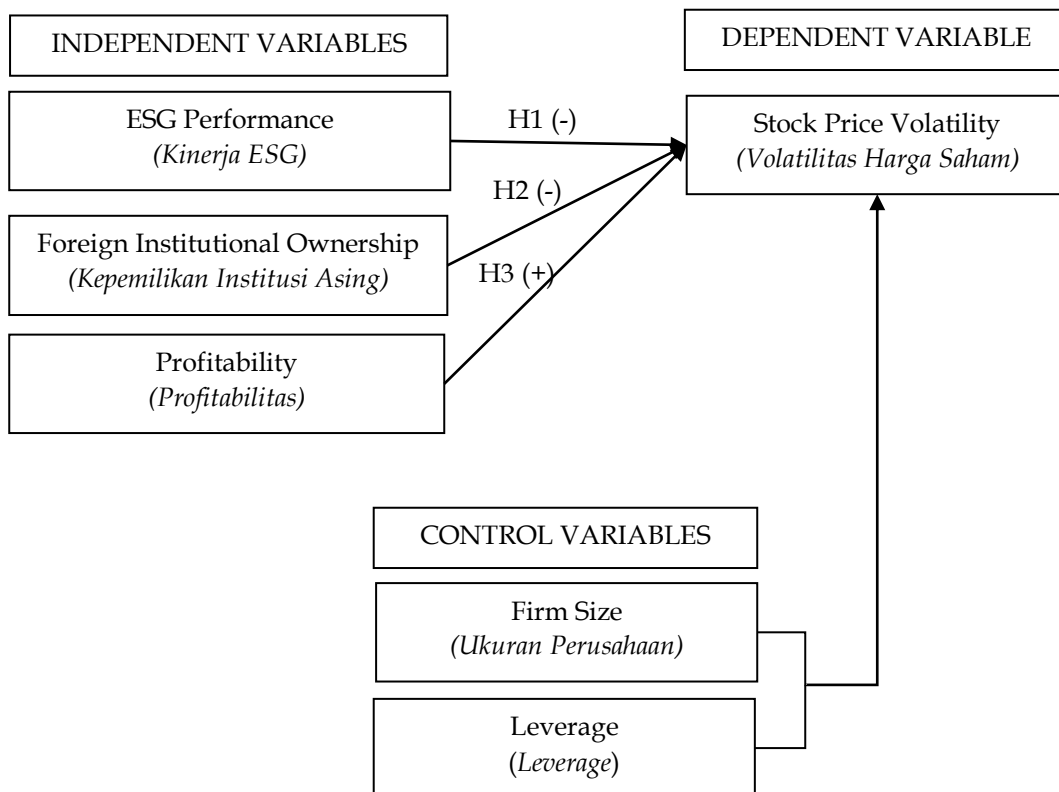 INDEPENDENT VARIABLES
DEPENDENT VARIABLE
ESG Performance
(Kinerja ESG)
H1 (-)
Stock Price Volatility
(Volatilitas Harga Saham)
H2 (-)
Foreign Institutional Ownership
(Kepemilikan Institusi Asing)
H3 (+)
Profitability
(Profitabilitas)
CONTROL VARIABLES
Firm Size
(Ukuran Perusahaan)
Leverage
(Leverage)